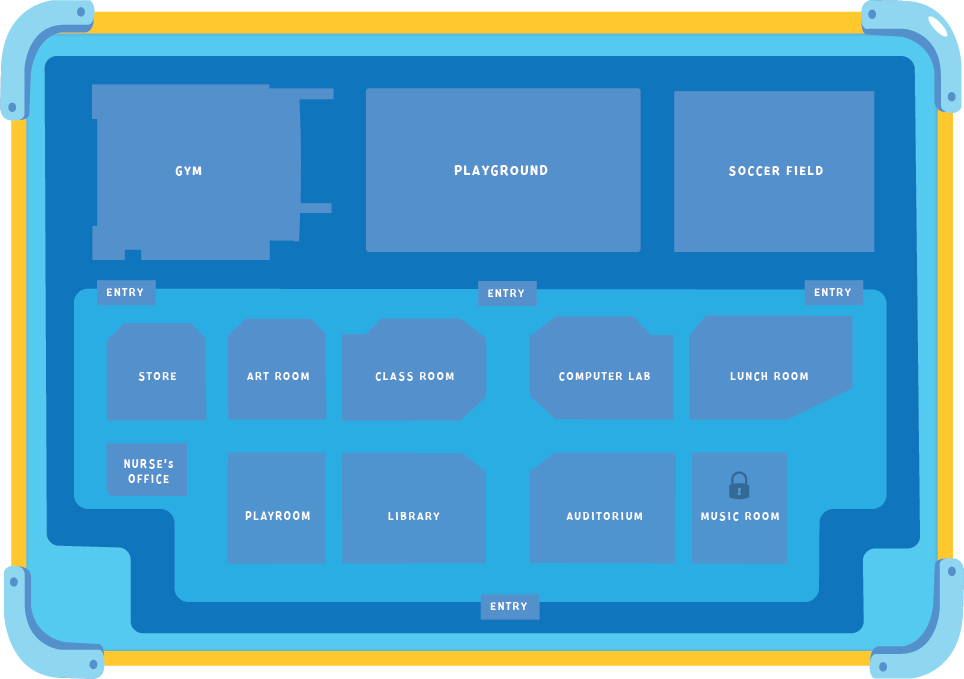 GYM
PLAYGROUND
SOCCER FIELD
ENTRY
ENTRY
ENTRY
STORE
ART ROOM
CLASS ROOM
COMPUTER LAB
LUNCH ROOM
NURSE's
OFFICE
PLAYROOM
LIBRARY
AUDITORIUM
MUSIC ROOM
ENTRY